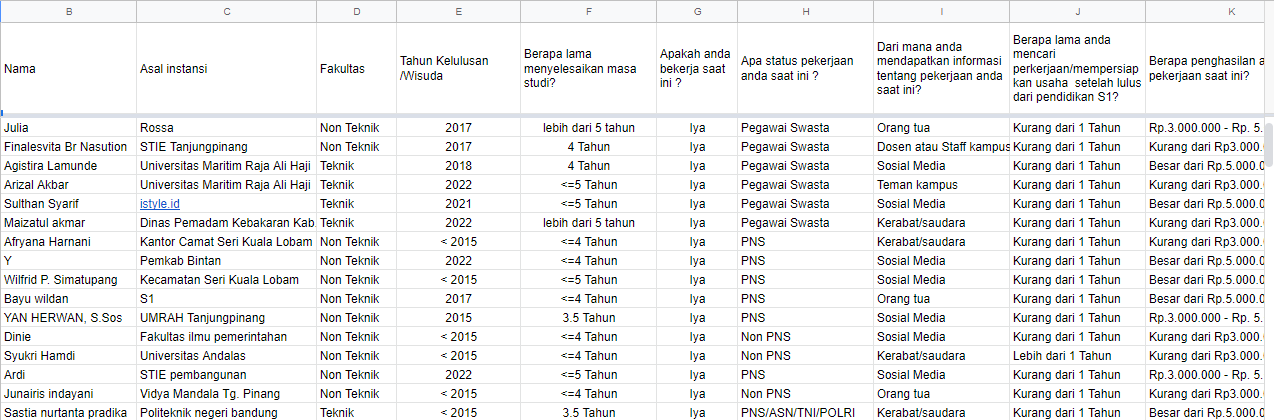 B C D E F G H I J K
Nama Asal instansi Fakultas Tahun Kelulusan /Wisuda Berapa lama menyelesaikan masa studi? Apakah anda bekerja saat ini ? Apa status pekerjaan anda saat ini ? Dari mana anda mendapatkan informasi tentang pekerjaan anda saat ini? Berapa lama anda mencari perkerjaan/mempersiapkan usaha setelah lulus dari pendidikan S1? Berapa penghasilan a pekerjaan saat ini?
Julia Rossa Non Teknik 2017 lebih dari 5 tahun Iya Pegawai Swasta Orang tua Kurang dari 1 Tahun Rp.3.000.000 - Rp. 5.
Finalesvita Br Nasution STIE Tanjungpinang Non Teknik 2017 4 Tahun Iya Pegawai Swasta Dosen atau Staff kampus Kurang dari 1 Tahun Kurang dari Rp3.000.
Agistira Lamunde Universitas Maritim Raja Ali Haji Teknik 2018 4 Tahun Iya Pegawai Swasta Sosial Media Kurang dari 1 Tahun Besar dari Rp.5.000.0
Arizal Akbar Universitas Maritim Raja Ali Haji Teknik 2022 <=5 Tahun Iya Pegawai Swasta Teman kampus Kurang dari 1 Tahun Kurang dari Rp3.000.
Sulthan Syarif istyle.id Teknik 2021 <=5 Tahun Iya Pegawai Swasta Sosial Media Kurang dari 1 Tahun Besar dari Rp.5.000.0
Maizatul akmar Dinas Pemadam Kebakaran Kab. Teknik 2022 lebih dari 5 tahun Iya Pegawai Swasta Kerabat/saudara Kurang dari 1 Tahun Kurang dari Rp3.000.
Afryana Harnani Kantor Camat Seri Kuala Lobam Non Teknik < 2015 <=4 Tahun Iya PNS Kerabat/saudara Kurang dari 1 Tahun Kurang dari Rp3.000.
Y Pemkab Bintan Non Teknik 2022 <=4 Tahun Iya PNS Sosial Media Kurang dari 1 Tahun Besar dari Rp.5.000.0
Wilfrid P. Simatupang Kecamatan Seri Kuala Lobam Non Teknik < 2015 <=5 Tahun Iya PNS Sosial Media Kurang dari 1 Tahun Besar dari Rp.5.000.0
Bayu wildan S1 Non Teknik 2017 <=4 Tahun Iya PNS Orang tua Kurang dari 1 Tahun Besar dari Rp.5.000.0
YAN HERWAN, S.Sos UMRAH Tanjungpinang Non Teknik 2015 3.5 Tahun Iya PNS Sosial Media Kurang dari 1 Tahun Rp.3.000.000 - Rp. 5.
Dinie Fakultas ilmu pemerintahan Non Teknik < 2015 <=4 Tahun Iya Non PNS Sosial Media Kurang dari 1 Tahun Kurang dari Rp3.000.
Syukri Hamdi Universitas Andalas Non Teknik < 2015 <=4 Tahun Iya Non PNS Kerabat/saudara Lebih dari 1 Tahun Kurang dari Rp3.000.
Ardi STIE pembangunan Non Teknik 2022 <=5 Tahun Iya PNS Sosial Media Kurang dari 1 Tahun Rp.3.000.000 - Rp. 5.
Junairis indayani Vidya Mandala Tg. Pinang Non Teknik < 2015 <=4 Tahun Iya Non PNS Orang tua Kurang dari 1 Tahun Kurang dari Rp3.000.
Sastia nurtanta pradika Politeknik negeri bandung Teknik < 2015 3.5 Tahun Iya PNS/ASN/TNI/POLRI Kerabat/saudara Kurang dari 1 Tahun Besar dari Rp.5.000.0